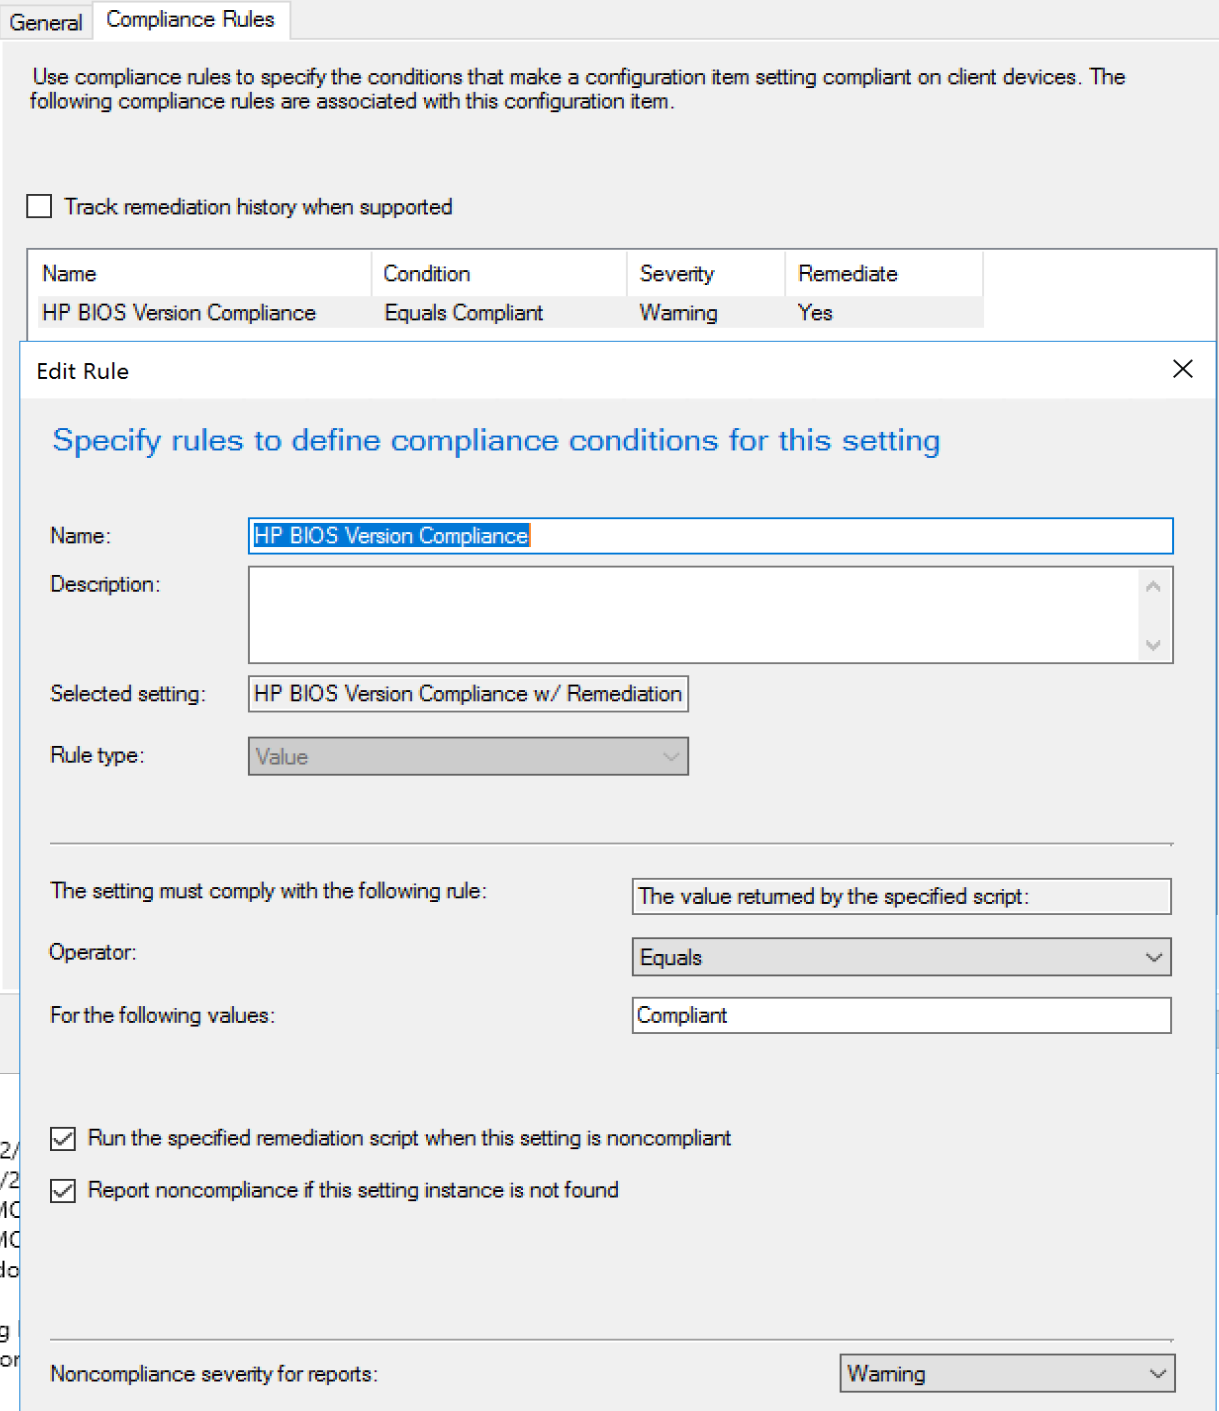 General
Compliance Rules
Use compliance rules to specify the conditions that make a configuration item setting compliant on client devices. The
following compliance rules are associated with this configuration item.
Track remediation history when supported
Name Condition Severity Remediate
HP BIOS Version Compliance Equals Compliant Warning Yes
Edit Rule
Specify rules to define compliance conditions for this setting
Name: HP BIOS Version Compliance
Description:
Selected setting: HP BIOS Version Compliance w/ Remediation
Rule type: Value
The setting must comply with the following rule: The value returned by the specified script:
Operator: Equals
For the following values: Compliant
2/
/2
Run the specified remediation script when this setting is noncompliant
Report noncompliance if this setting instance is not found
Noncompliance severity for reports: Warning